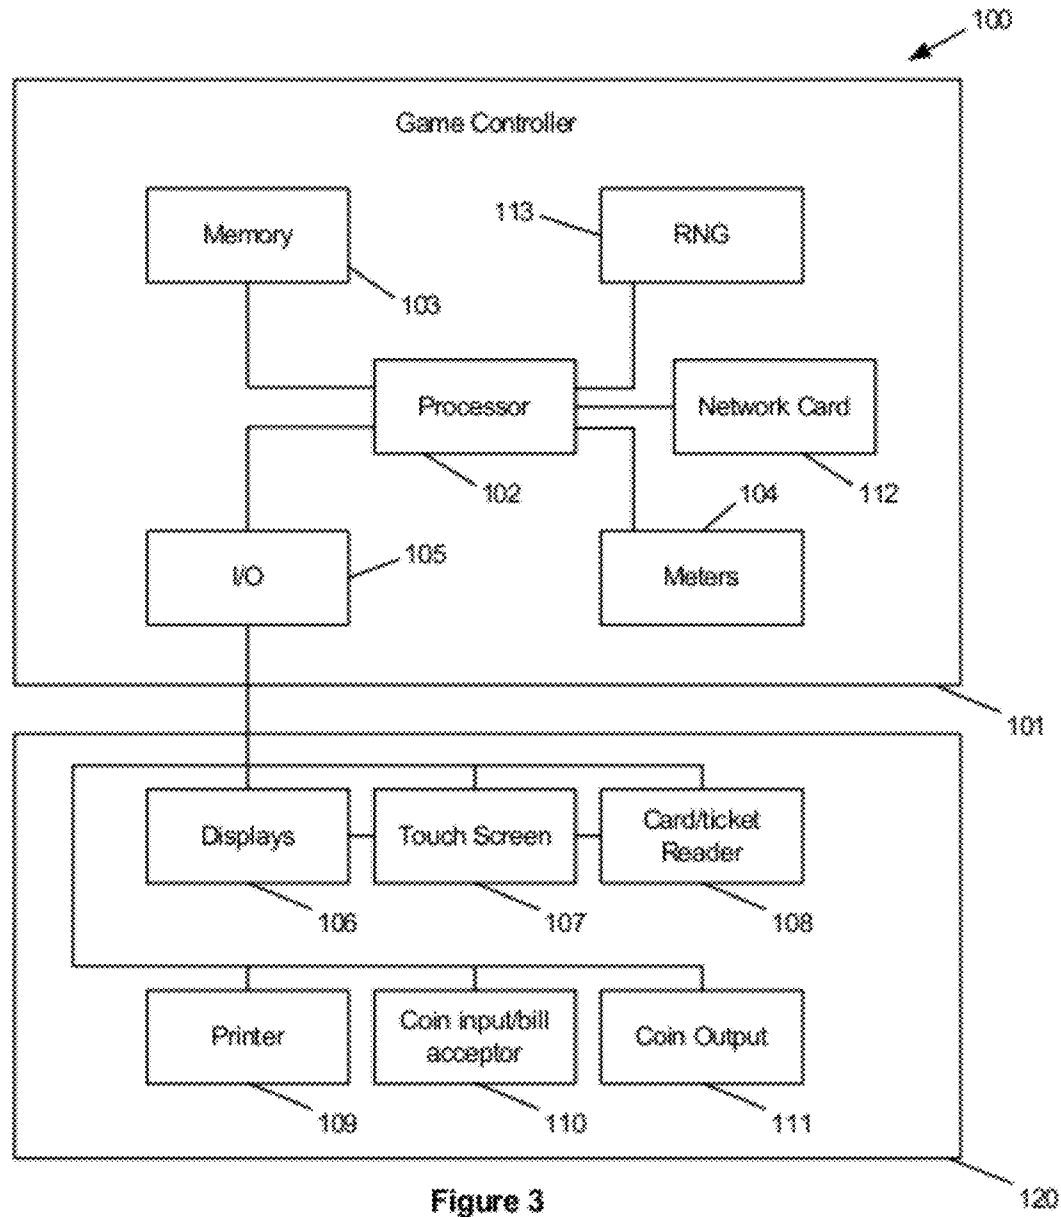 100
Game Controller
Memory
113
RNG
103
Processor
Network Card
102
104
112
I/O
105
Meters
101
Displays
Touch Screen
Card/ticket
Reader
106
107
108
Printer
Coin input/bill
acceptor
Coin Output
109
110
111
120
Figure 3